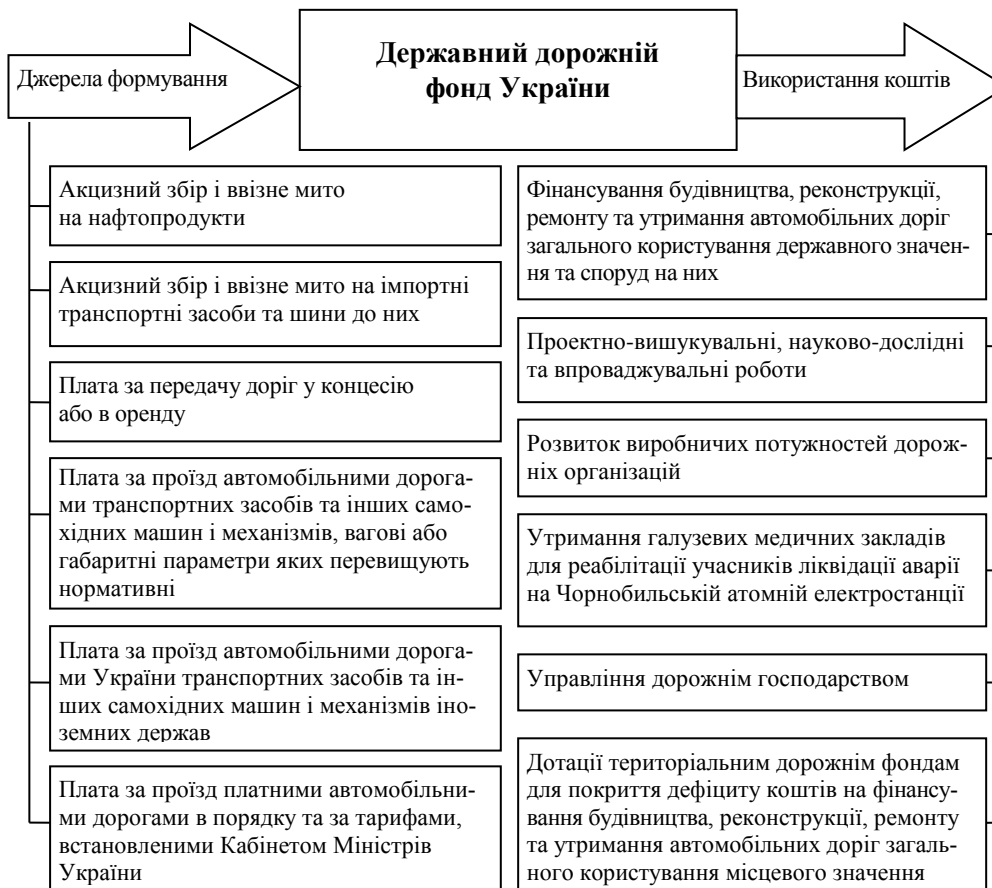 Джерела формування
Державний дорожній
фонд України
Використання коштів
Акцизний збір і ввізне мито
на нафтопродукти
Акцизний збір і ввізне мито на імпортні
транспортні засоби та шини до них
Плата за передачу доріг у концесію
або в оренду
Плата за проїзд автомобільними дорога-
ми транспортних засобів та інших само-
хідних машин і механізмів, вагові або
габаритні параметри яких перевищують
нормативні
Плата за проїзд автомобільними дорога-
ми України транспортних засобів та ін-
ших самохідних машин і механізмів іно-
земних держав
Плата за проїзд платними автомобільни-
ми дорогами в порядку та за тарифами,
встановленими Кабінетом Міністрів
України
Фінансування будівництва, реконструкції,
ремонту та утримання автомобільних доріг
загального користування державного значен-
ня та споруд на них
Проектно-вишукувальні, науково-дослідні
та впроваджувальні роботи
Розвиток виробничих потужностей дорож-
ніх організацій
Утримання галузевих медичних закладів
для реабілітації учасників ліквідації аварії
на Чорнобильській атомній електростанції
Управління дорожнім господарством
Дотації територіальним дорожнім фондам
для покриття дефіциту коштів на фінансу-
вання будівництва, реконструкції, ремонту
та утримання автомобільних доріг загаль-
ного користування місцевого значення